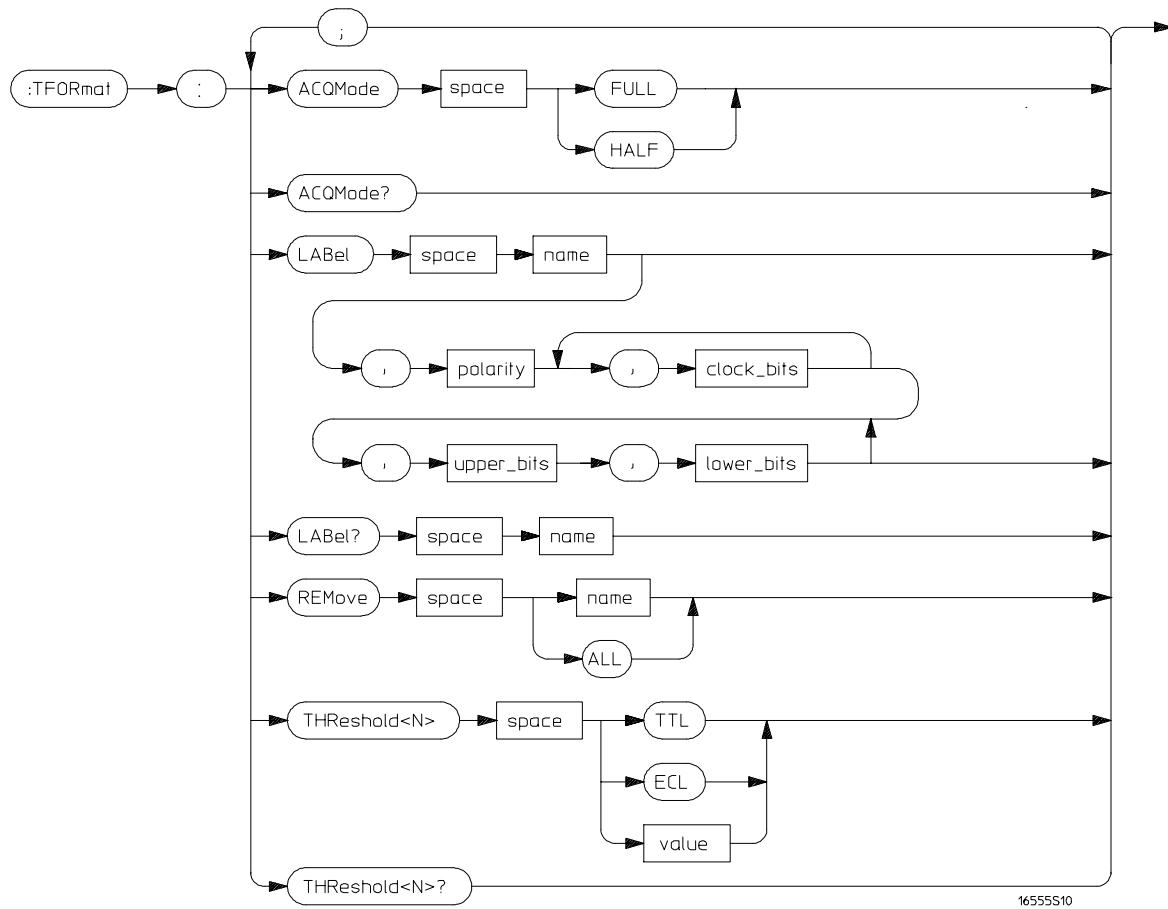 ;
:TFORmat : ACQMode space FULL
HALF
ACQMode?
LABel space name
, polarity , clock_bits
, upper_bits , lower_bits
LABel? space name
REMove space name
ALL
THReshold<N> space TTL
ECL
value
THReshold<N>?
16555S10